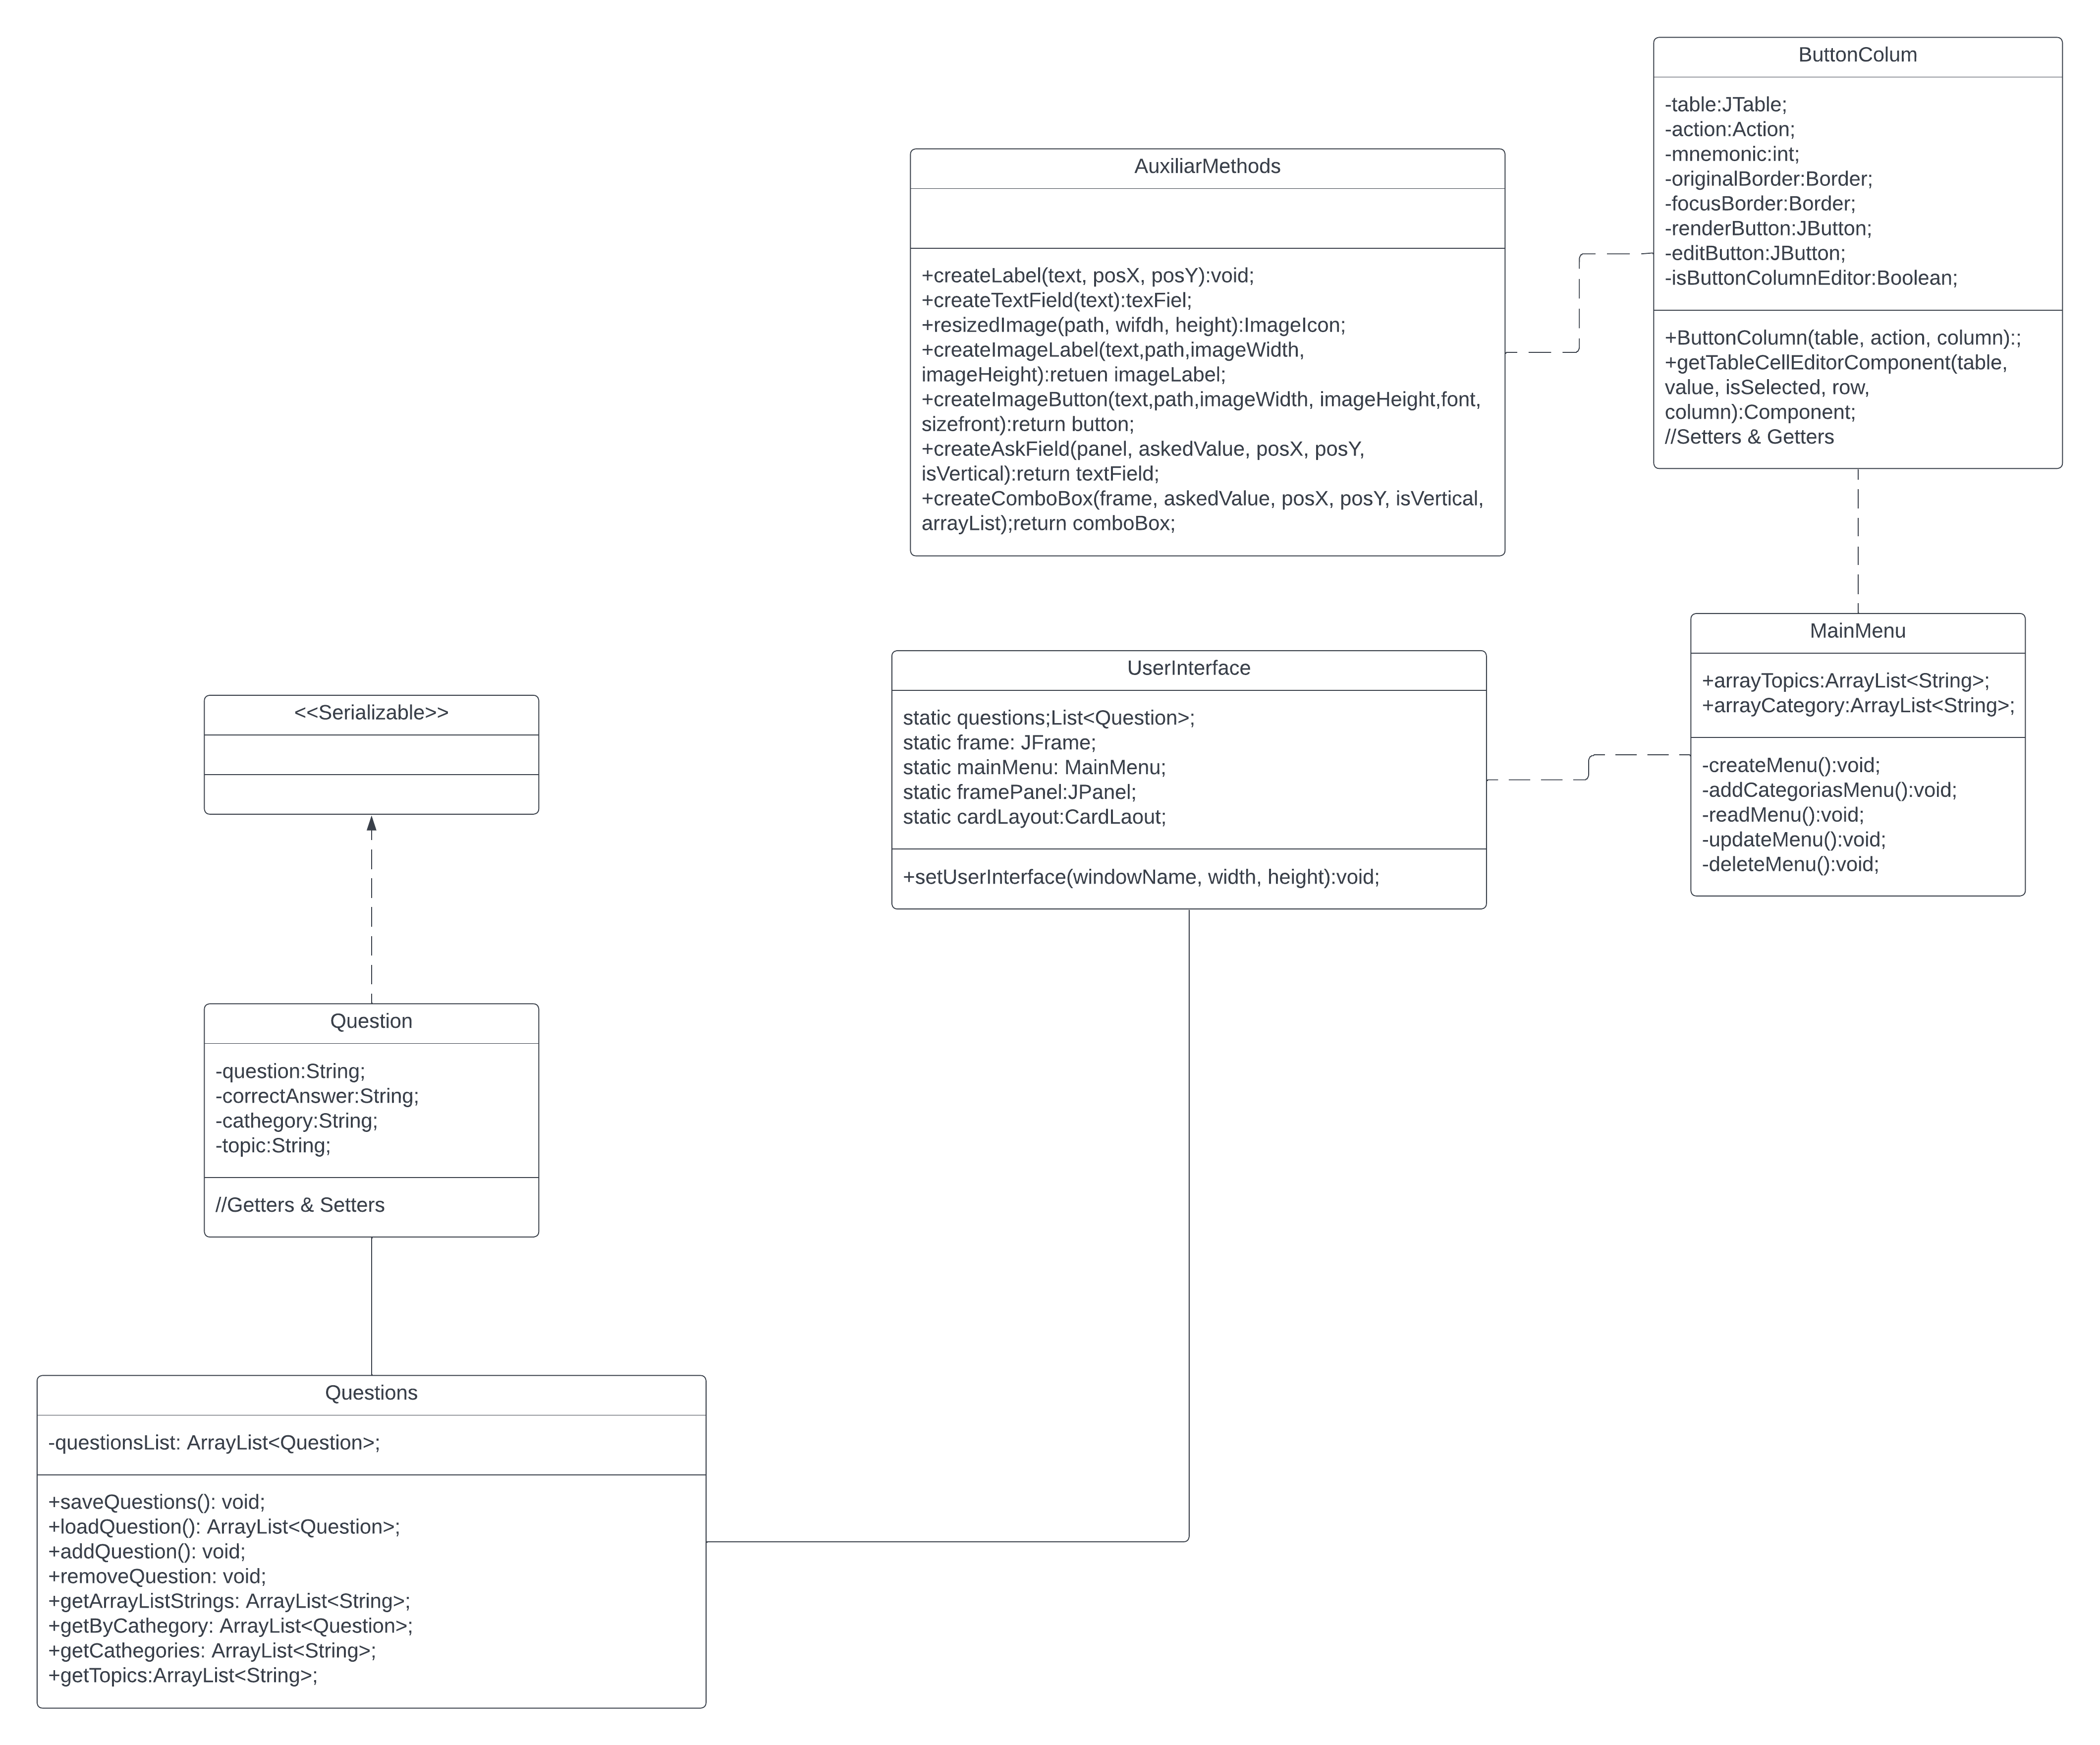 ButtonColum
-table:JTable;
-action:Action;
-mnemonic:int;
-originalBorder:Border;
-focusBorder:Border;
-renderButton:JButton;
-editButton:JButton;
-isButtonColumnEditor:Boolean;
+ButtonColumn(table, action, column):;
+getTableCellEditorComponent(table,
value, isSelected, row,
column):Component;
//Setters & Getters
AuxiliarMethods
+createLabel(text, posX, posY):void;
+createTextField(text):texFiel;
+resizedImage(path, wifdh, height):ImageIcon;
+createImageLabel(text,path,imageWidth,
imageHeight):retuen imageLabel;
+createImageButton(text,path,imageWidth, imageHeight,font,
sizefront):return button;
+createAskField(panel, askedValue, posX, posY,
isVertical):return textField;
+createComboBox(frame, askedValue, posX, posY, isVertical,
arrayList);return comboBox;
MainMenu
+arrayTopics:ArrayList<String>;
+arrayCategory:ArrayList<String>;
-createMenu():void;
-addCategoriasMenu():void;
-readMenu():void;
-updateMenu():void;
-deleteMenu():void;
UserInterface
static questions;List<Question>;
static frame: JFrame;
static mainMenu: MainMenu;
static framePanel:JPanel;
static cardLayout:CardLaout;
+setUserInterface(windowName, width, height):void;
<<Serializable>>
Question
-question:String;
-correctAnswer:String;
-cathegory:String;
-topic:String;
//Getters & Setters
Questions
-questionsList: ArrayList<Question>;
+saveQuestions(): void;
+loadQuestion(): ArrayList<Question>;
+addQuestion(): void;
+removeQuestion: void;
+getArrayListStrings: ArrayList<String>;
+getByCathegory: ArrayList<Question>;
+getCathegories: ArrayList<String>;
+getTopics:ArrayList<String>;